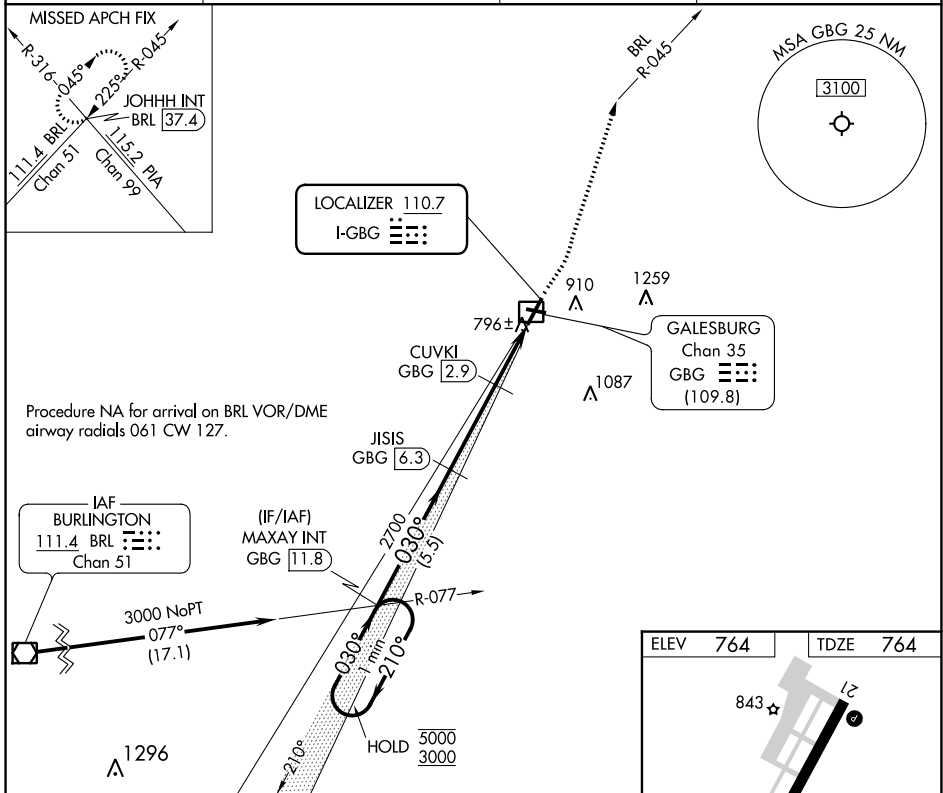 MISSED APCH FIX
R-316
045°
225°
R-045
JOHHH INT
BRL 37.4
111.4 BRL
Chan 51
115.2 PIA
Chan 99
BRL
R-045
MSA GBG 25 NM
3100
LOCALIZER 110.7
I-GBG
910
1259
796±
GALESBURG
Chan 35
GBG
(109.8)
CUVKI
GBG 2.9
1087
Procedure NA for arrival on BRL VOR/DME
airway radials 061 CW 127.
JISIS
GBG 6.3
IAF
BURLINGTON
111.4 BRL
Chan 51
(IF/IAF)
MAXAY INT
GBG 11.8
2700
030°
(5.5)
3000 NoPT
077°
(17.1)
R-077
030°
1 min
210°
HOLD 5000
3000
210°
1296
ELEV 764
TDZE 764
843
21
P